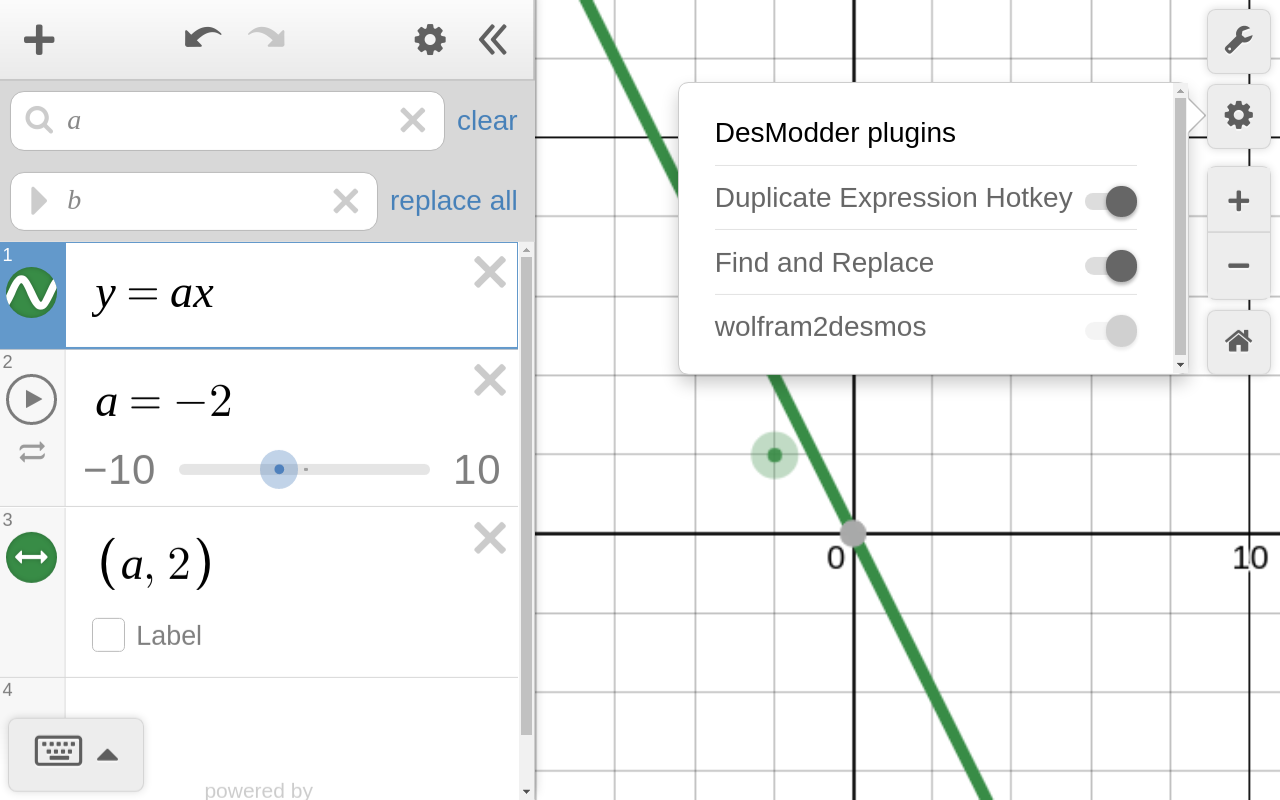 a
clear
b
replace all
1
y = ax
2
a = −2
−10
10
3
(a, 2)
Label
4
powered by
DesModder plugins
Duplicate Expression Hotkey
Find and Replace
wolfram2desmos
0
10